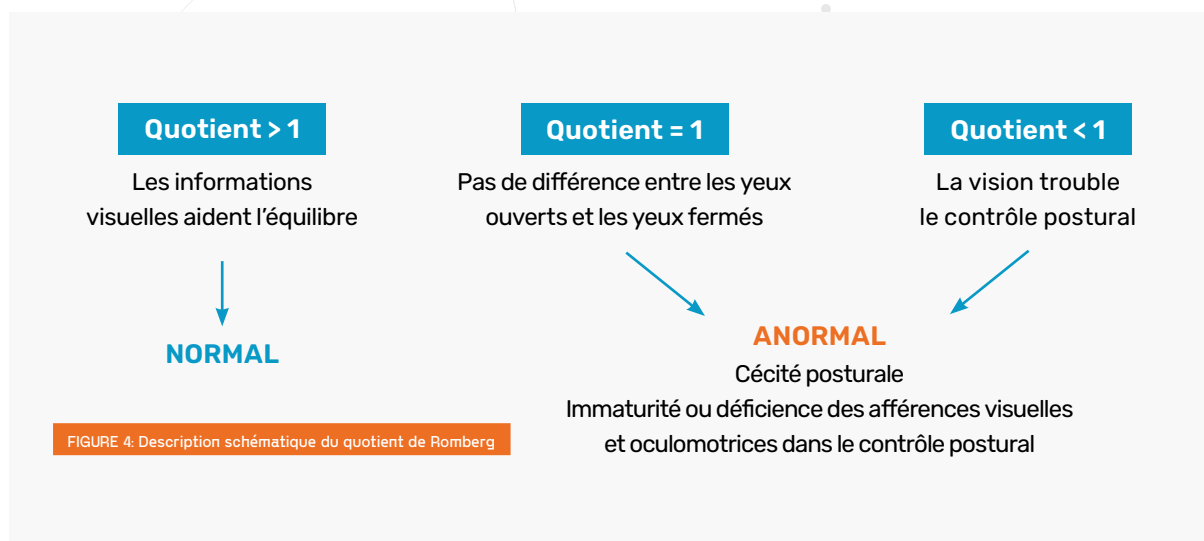 Quotient > 1
Les informations
visuelles aident l’équilibre
NORMAL
Quotient = 1
Pas de différence entre les yeux
ouverts et les yeux fermés
Quotient < 1
La vision trouble
le contrôle postural
ANORMAL
Cécité posturale
Immaturité ou déficience des afférences visuelles
et oculomotrices dans le contrôle postural
FIGURE 4: Description schématique du quotient de Romberg